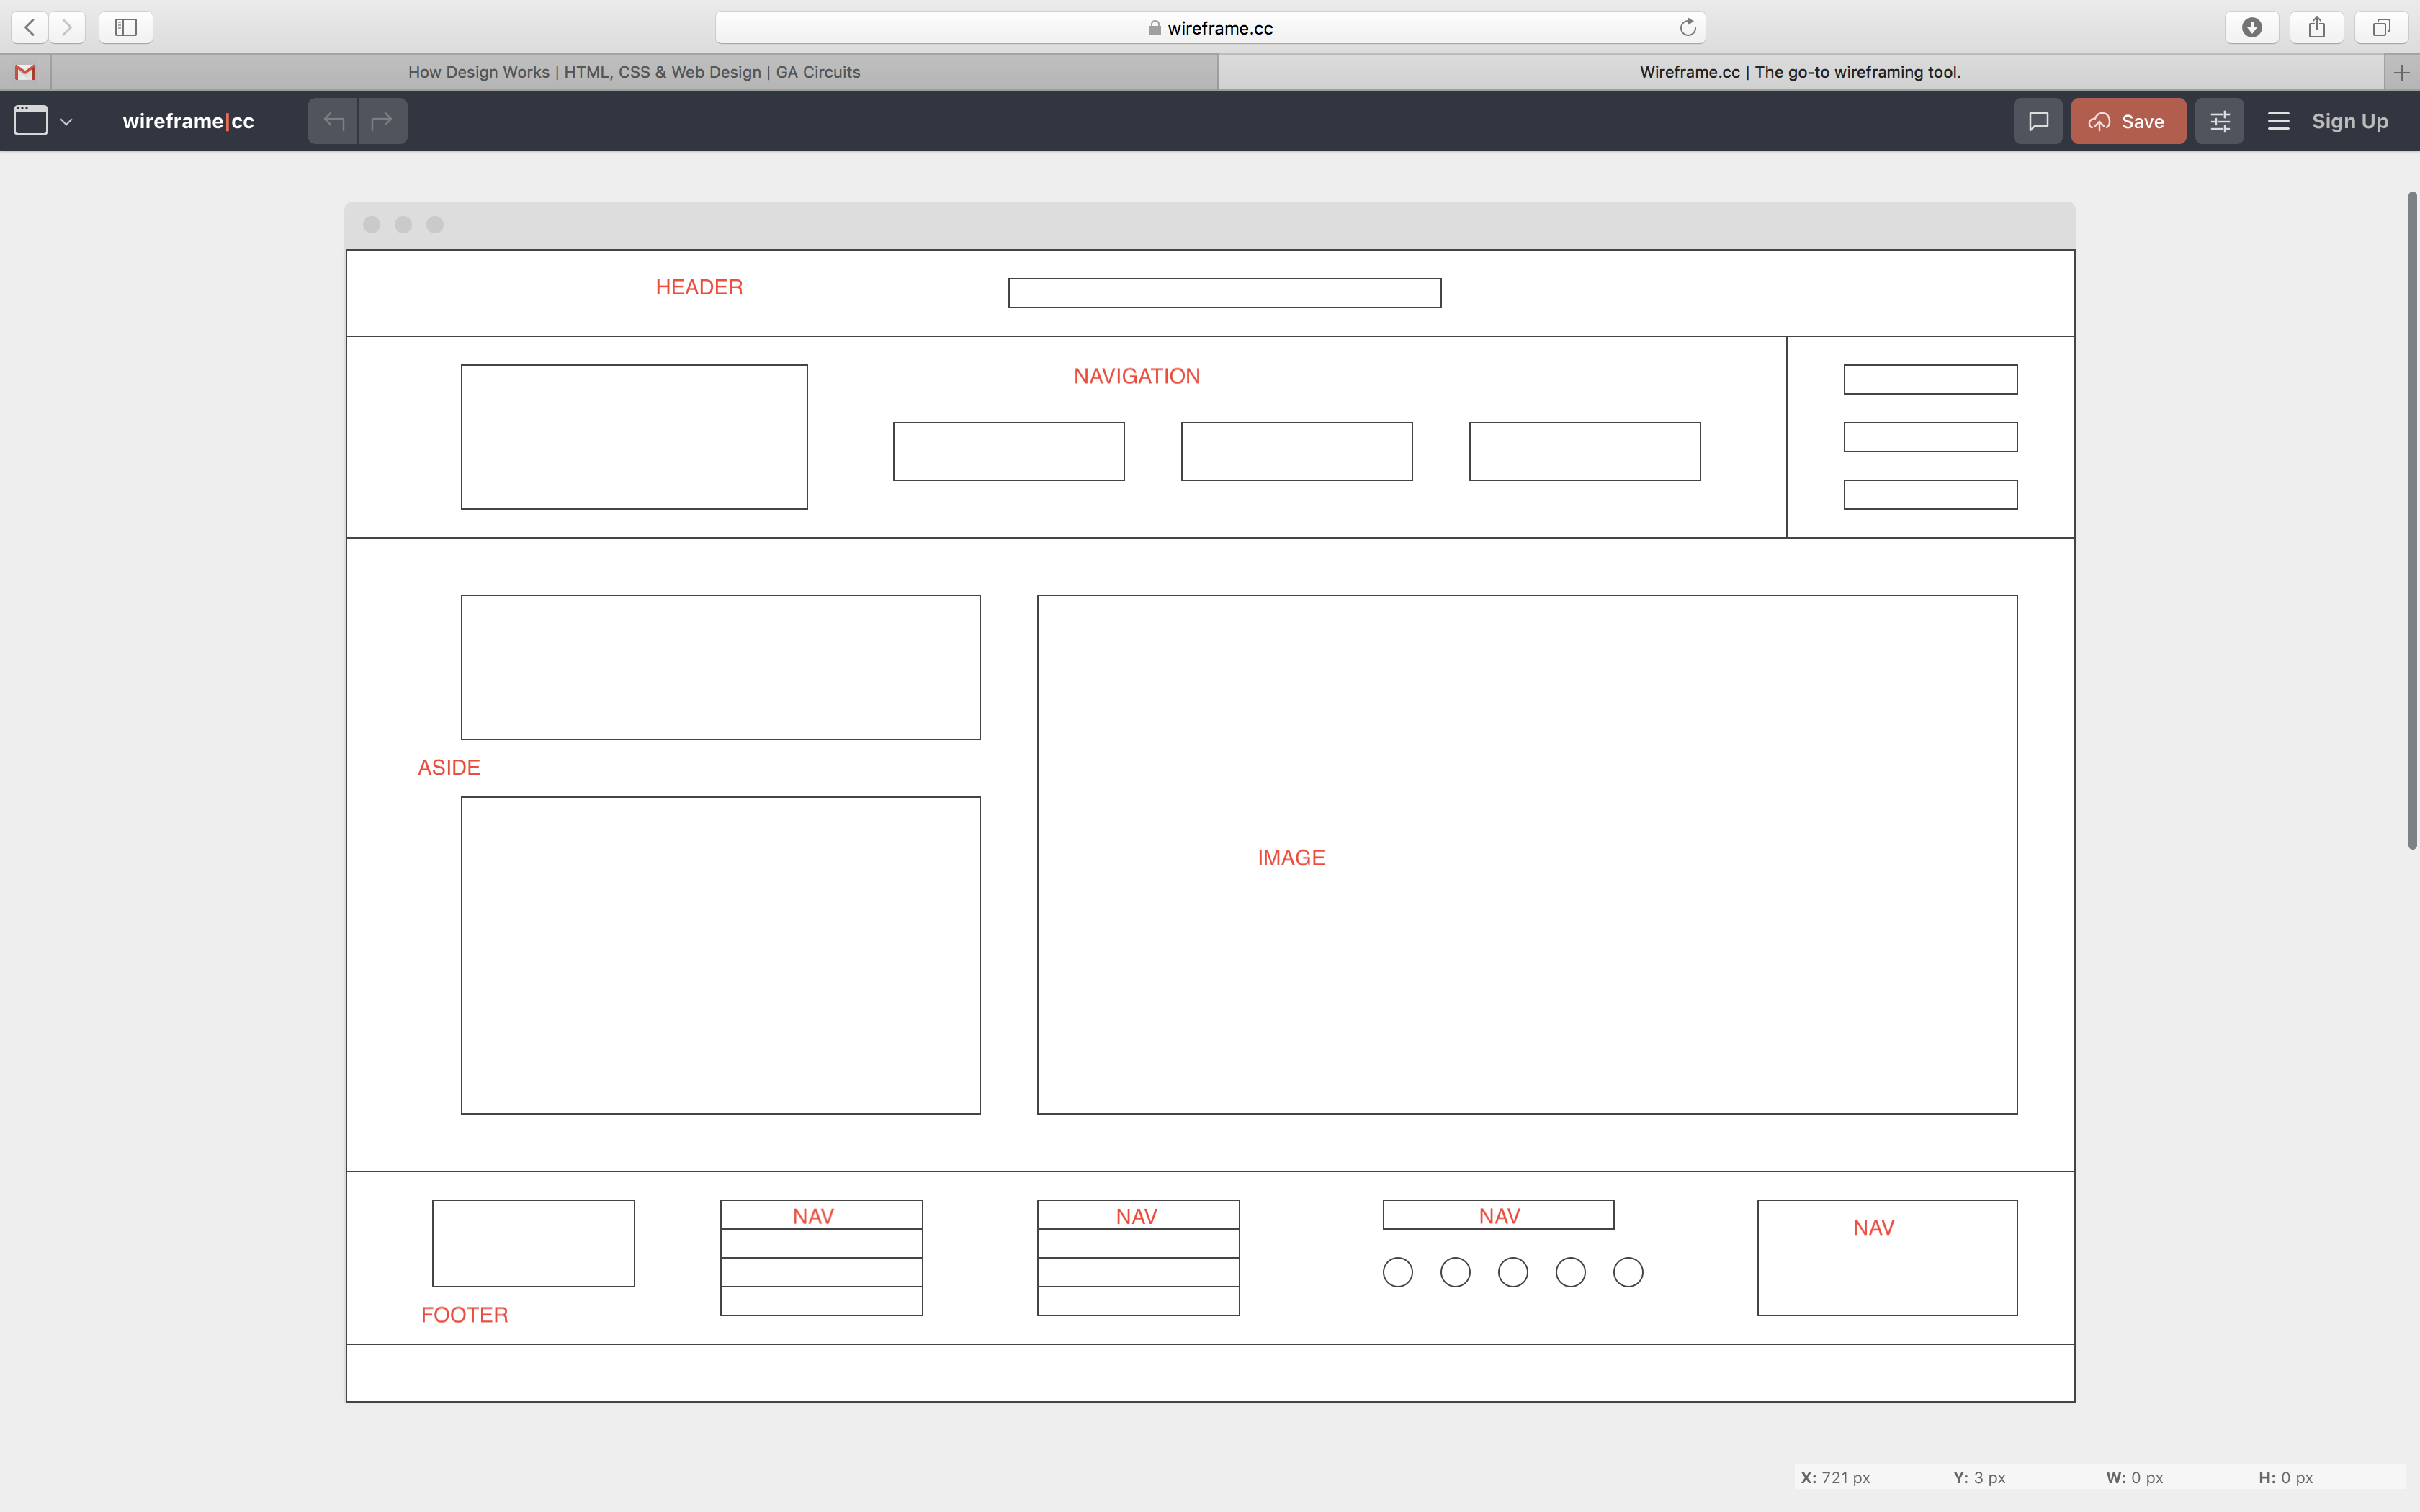 wireframe.cc
How Design Works | HTML, CSS & Web Design | GA Circuits
Wireframe.cc | The go-to wireframing tool.
wireframe|cc
Save
Sign Up
HEADER
NAVIGATION
ASIDE
IMAGE
NAV
NAV
NAV
NAV
FOOTER
X: 721 px Y: 3 px W: 0 px H: 0 px